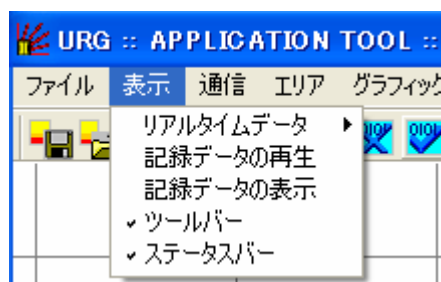 URG :: APPLICATION TOOL ::
ファイル 表示 通信 エリア グラフィック
リアルタイムデータ
記録データの再生
記録データの表示
ツールバー
ステータスバー